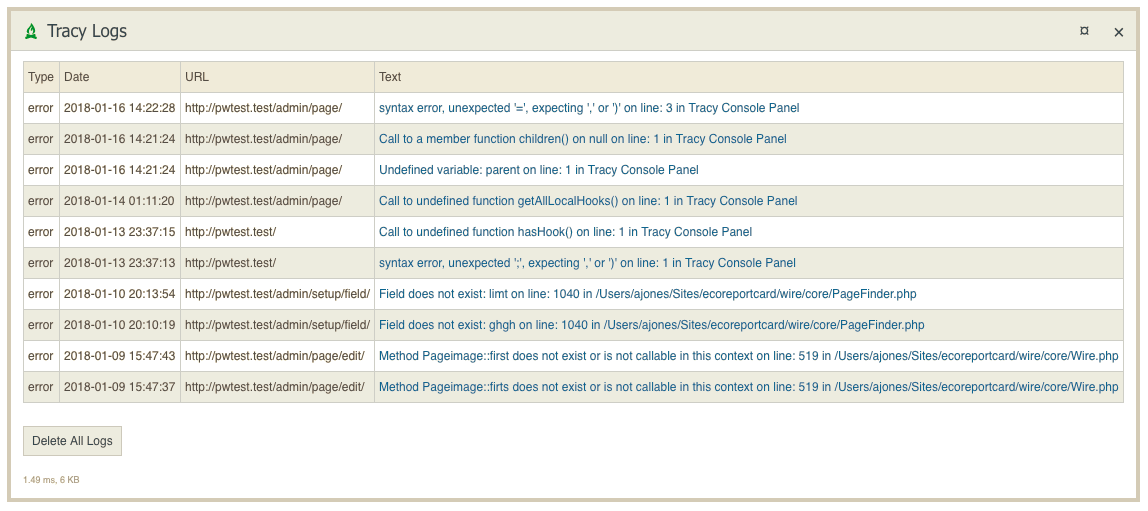 Tracy Logs
Type Date URL Text
error 2018-01-16 14:22:28 http://pwtest.test/admin/page/ syntax error, unexpected '=', expecting ',' or ')' on line: 3 in Tracy Console Panel
error 2018-01-16 14:21:24 http://pwtest.test/admin/page/ Call to a member function children() on null on line: 1 in Tracy Console Panel
error 2018-01-16 14:21:24 http://pwtest.test/admin/page/ Undefined variable: parent on line: 1 in Tracy Console Panel
error 2018-01-14 01:11:20 http://pwtest.test/admin/page/ Call to undefined function getAllLocalHooks() on line: 1 in Tracy Console Panel
error 2018-01-13 23:37:15 http://pwtest.test/ Call to undefined function hasHook() on line: 1 in Tracy Console Panel
error 2018-01-13 23:37:13 http://pwtest.test/ syntax error, unexpected ';', expecting ',' or ')' on line: 1 in Tracy Console Panel
error 2018-01-10 20:13:54 http://pwtest.test/admin/setup/field/ Field does not exist: limt on line: 1040 in /Users/ajones/Sites/ecoreportcard/wire/core/PageFinder.php
error 2018-01-10 20:10:19 http://pwtest.test/admin/setup/field/ Field does not exist: ghgh on line: 1040 in /Users/ajones/Sites/ecoreportcard/wire/core/PageFinder.php
error 2018-01-09 15:47:43 http://pwtest.test/admin/page/edit/ Method Pageimage::first does not exist or is not callable in this context on line: 519 in /Users/ajones/Sites/ecoreportcard/wire/core/Wire.php
error 2018-01-09 15:47:37 http://pwtest.test/admin/page/edit/ Method Pageimage::firts does not exist or is not callable in this context on line: 519 in /Users/ajones/Sites/ecoreportcard/wire/core/Wire.php
Delete All Logs
1.49 ms, 6 KB